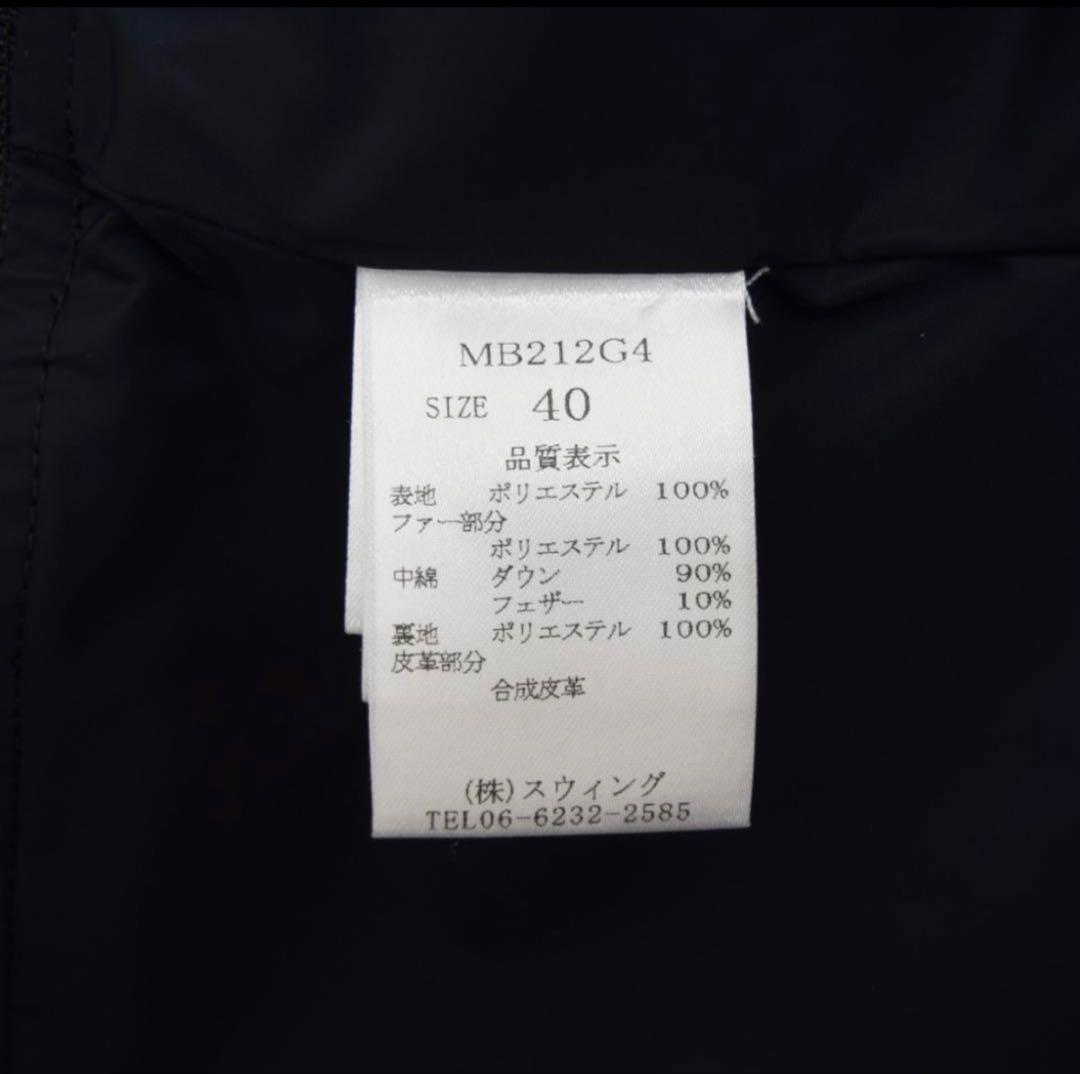 MB212G4
SIZE 40
品質表示
表地 ポリエステル 100%
ファー部分
ポリエステル 100%
中綿 ダウン 90%
フェザー 10%
裏地 ポリエステル 100%
皮革部分
合成皮革
(株)スウィング
TEL06-6232-2585